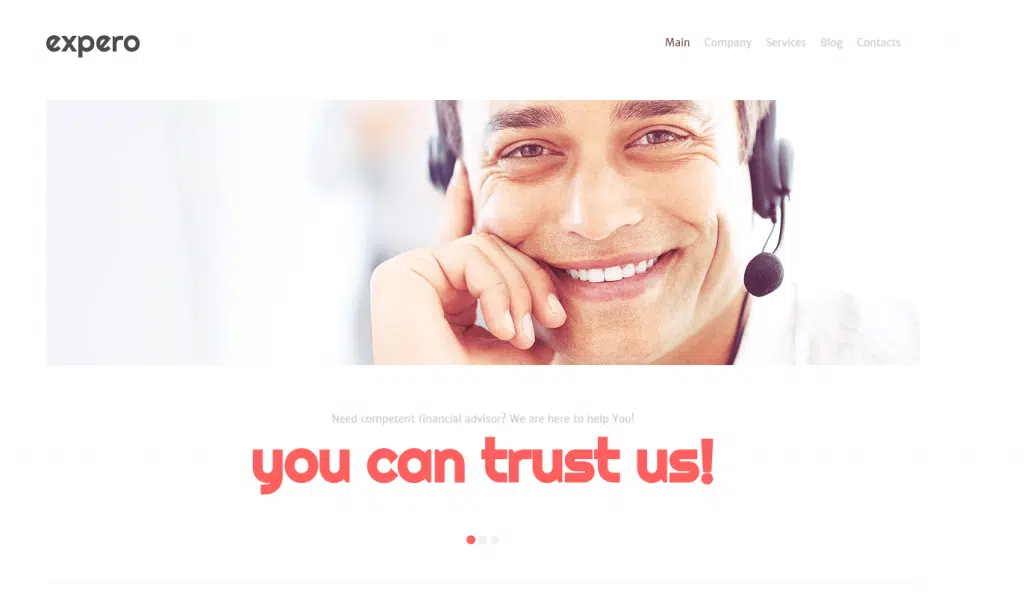 expero
Main Company Services Blog Contacts
Need competent financial advisor? We are here to help You!
you can trust us!